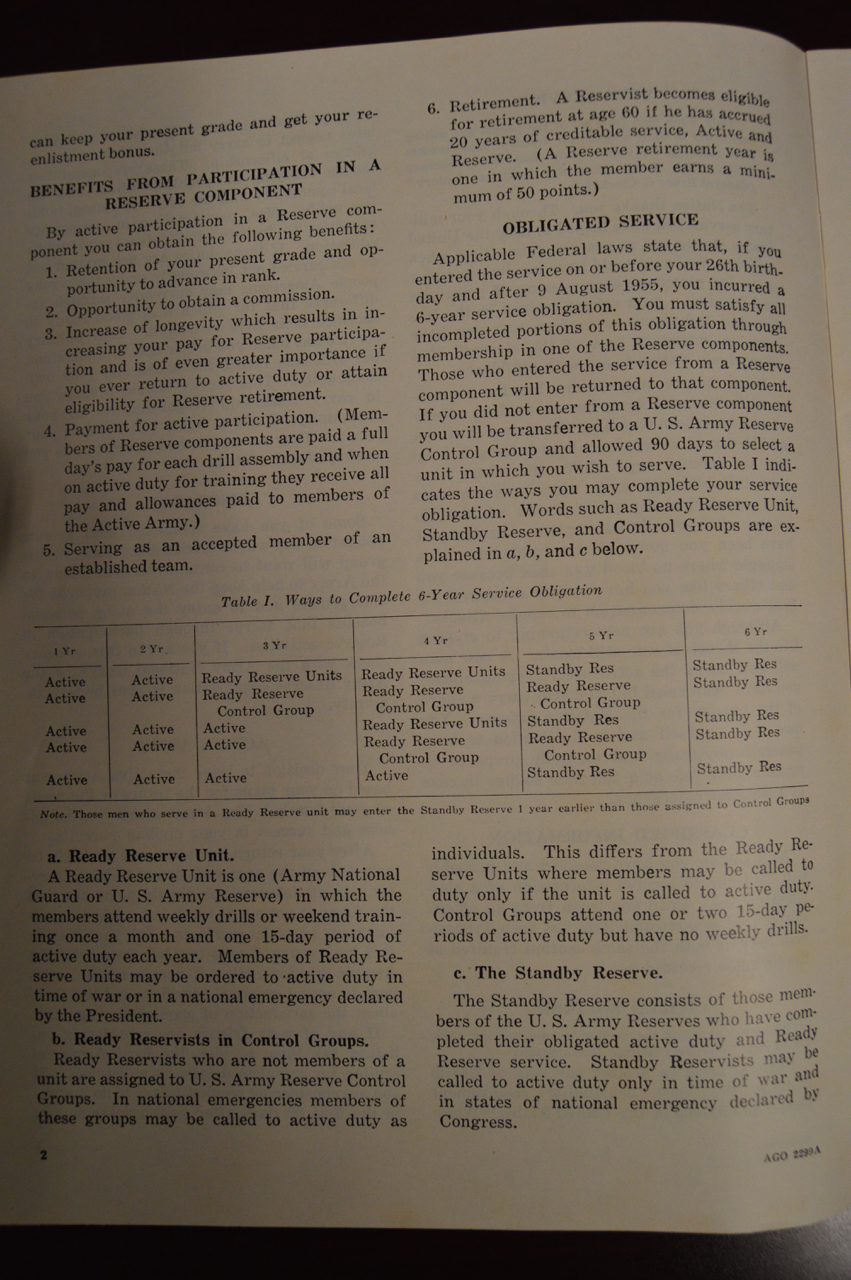 can keep your present grade and get your re-
enlistment bonus.
BENEFITS FROM PARTICIPATION IN A
RESERVE COMPONENT
By active participation in a Reserve com-
ponent you can obtain the following benefits:
1. Retention of your present grade and op-
portunity to advance in rank.
2. Opportunity to obtain a commission.
3. Increase of longevity which results in in-
creasing your pay for Reserve participa-
tion and is of even greater importance if
you ever return to active duty or attain
eligibility for Reserve retirement.
4. Payment for active participation. (Mem-
bers of Reserve components are paid a full
day's pay for each drill assembly and when
on active duty for training they receive all
pay and allowances paid to members of
the Active Army.)
5. Serving as an accepted member of an
established team.
6. Retirement. A Reservist becomes eligible
for retirement at age 60 if he has accrued
20 years of creditable service, Active and
Reserve. (A Reserve retirement year is
one in which the member earns a mini-
mum of 50 points.)
OBLIGATED SERVICE
Applicable Federal laws state that, if you
entered the service on or before your 26th birth-
day and after 9 August 1955, you incurred a
6-year service obligation. You must satisfy all
incompleted portions of this obligation through
membership in one of the Reserve components.
Those who entered the service from a Reserve
component will be returned to that component.
If you did not enter from a Reserve component
you will be transferred to a U. S. Army Reserve
Control Group and allowed 90 days to select a
unit in which you wish to serve. Table I indi-
cates the ways you may complete your service
obligation. Words such as Ready Reserve Unit,
Standby Reserve, and Control Groups are ex-
plained in a, b, and c below.
Table I. Ways to Complete 6-Year Service Obligation
1 Yr 2 Yr. 3 Yr 4 Yr 5 Yr 6 Yr
Active Active Ready Reserve Units Ready Reserve Units Standby Res Standby Res
Active Active Ready Reserve Ready Reserve Ready Reserve Standby Res
Control Group Control Group Control Group
Active Active Active Ready Reserve Units Standby Res Standby Res
Active Active Active Ready Reserve Ready Reserve Standby Res
Control Group Control Group
Active Active Active Active Standby Res Standby Res
Note. Those men who serve in a Ready Reserve unit may enter the Standby Reserve 1 year earlier than those assigned to Control Groups
a. Ready Reserve Unit.
A Ready Reserve Unit is one (Army National
Guard or U. S. Army Reserve) in which the
members attend weekly drills or weekend train-
ing once a month and one 15-day period of
active duty each year. Members of Ready Re-
serve Units may be ordered to active duty in
time of war or in a national emergency declared
by the President.
b. Ready Reservists in Control Groups.
Ready Reservists who are not members of a
unit are assigned to U. S. Army Reserve Control
Groups. In national emergencies members of
these groups may be called to active duty as
individuals. This differs from the Ready Re-
serve Units where members may be called to
duty only if the unit is called to active duty.
Control Groups attend one or two 15-day pe-
riods of active duty but have no weekly drills.
c. The Standby Reserve.
The Standby Reserve consists of those mem-
bers of the U. S. Army Reserves who have com-
pleted their obligated active duty and Ready
Reserve service. Standby Reservists may be
called to active duty only in time of war and
in states of national emergency declared by
Congress.
2
AGO 2299A